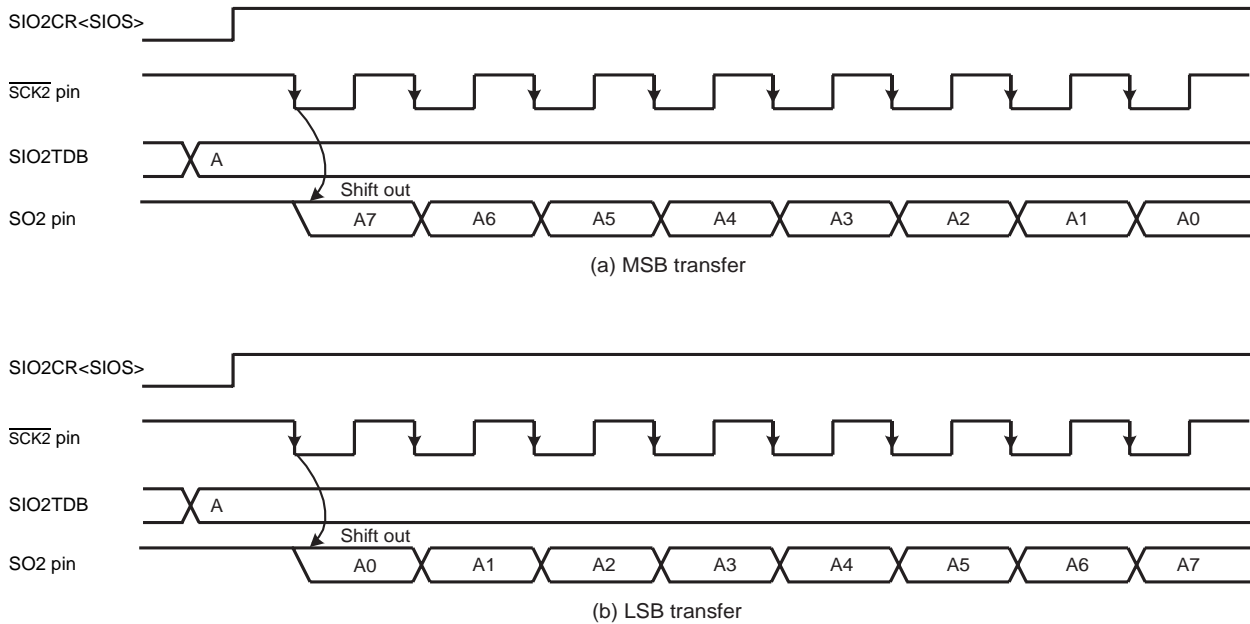 SIO2CR<SIOS>
SCK2 pin
SIO2TDB
A
Shift out
SO2 pin
A7 A6 A5 A4 A3 A2 A1 A0
(a) MSB transfer
SIO2CR<SIOS>
SCK2 pin
SIO2TDB
A
Shift out
SO2 pin
A0 A1 A2 A3 A4 A5 A6 A7
(b) LSB transfer